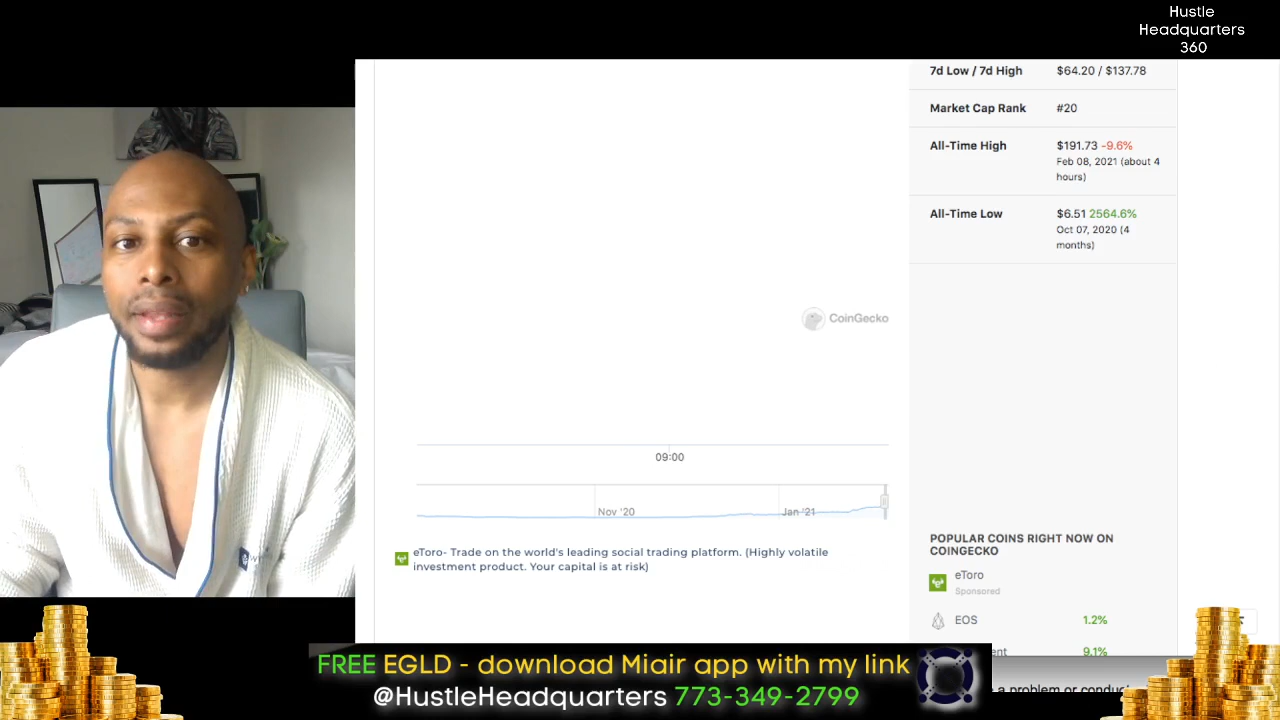 Hustle
Headquarters
360
7d Low / 7d High $64.20 / $137.78
Market Cap Rank #20
All-Time High $191.73 -9.6%
Feb 08, 2021 (about 4
hours)
All-Time Low $6.51 2564.6%
Oct 07, 2020 (4
months)
CoinGecko
09:00
Nov '20 Jan '21
eToro- Trade on the world's leading social trading platform. (Highly volatile
investment product. Your capital is at risk)
POPULAR COINS RIGHT NOW ON
COINGECKO
eToro
Sponsored
EOS 1.2%
9.1%
FREE EGLD - download Miair app with my link
@HustleHeadquarters 773-349-2799
a problem or